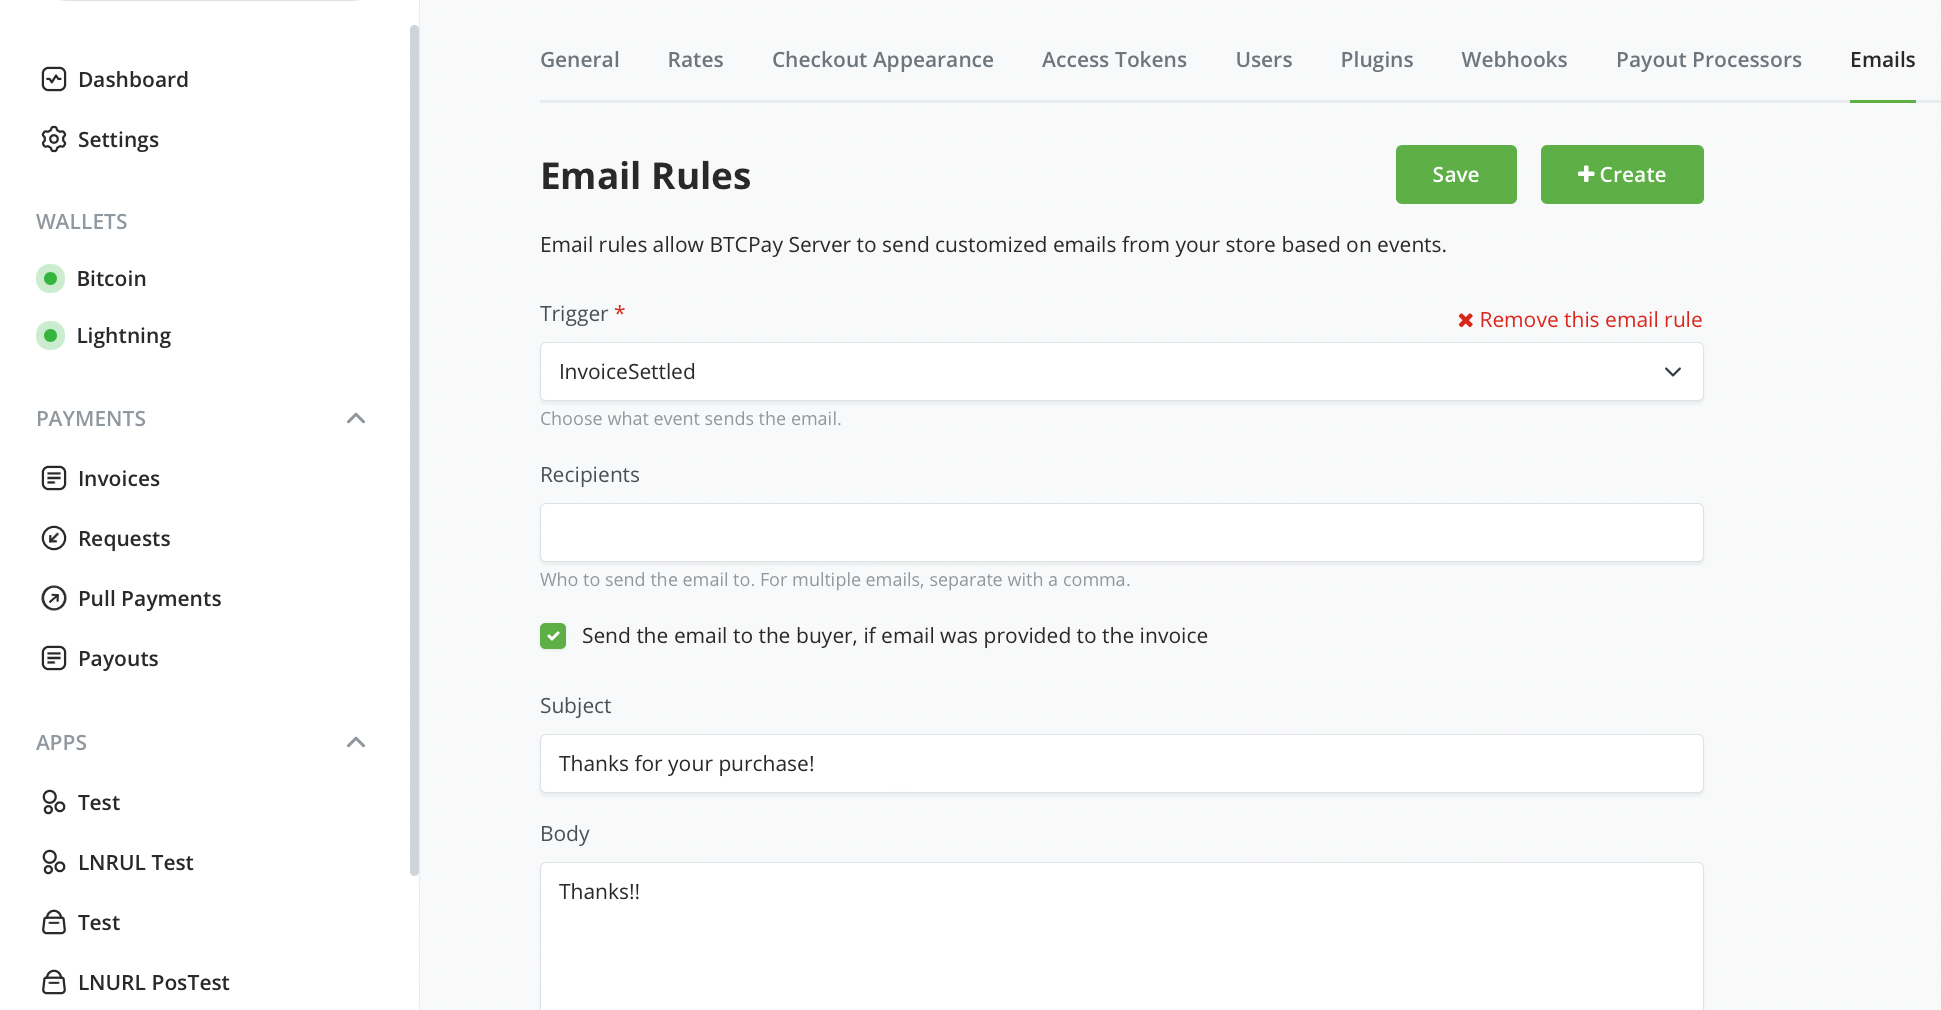 Dashboard
Settings
WALLETS
Bitcoin
Lightning
PAYMENTS
Invoices
Requests
Pull Payments
Payouts
APPS
Test
LNRUL Test
Test
LNURL PosTest
General Rates Checkout Appearance Access Tokens Users Plugins Webhooks Payout Processors Emails
Email Rules
Save
Create
Email rules allow BTCPay Server to send customized emails from your store based on events.
Trigger *
Remove this email rule
InvoiceSettled
Choose what event sends the email.
Recipients
Who to send the email to. For multiple emails, separate with a comma.
Send the email to the buyer, if email was provided to the invoice
Subject
Thanks for your purchase!
Body
Thanks!!